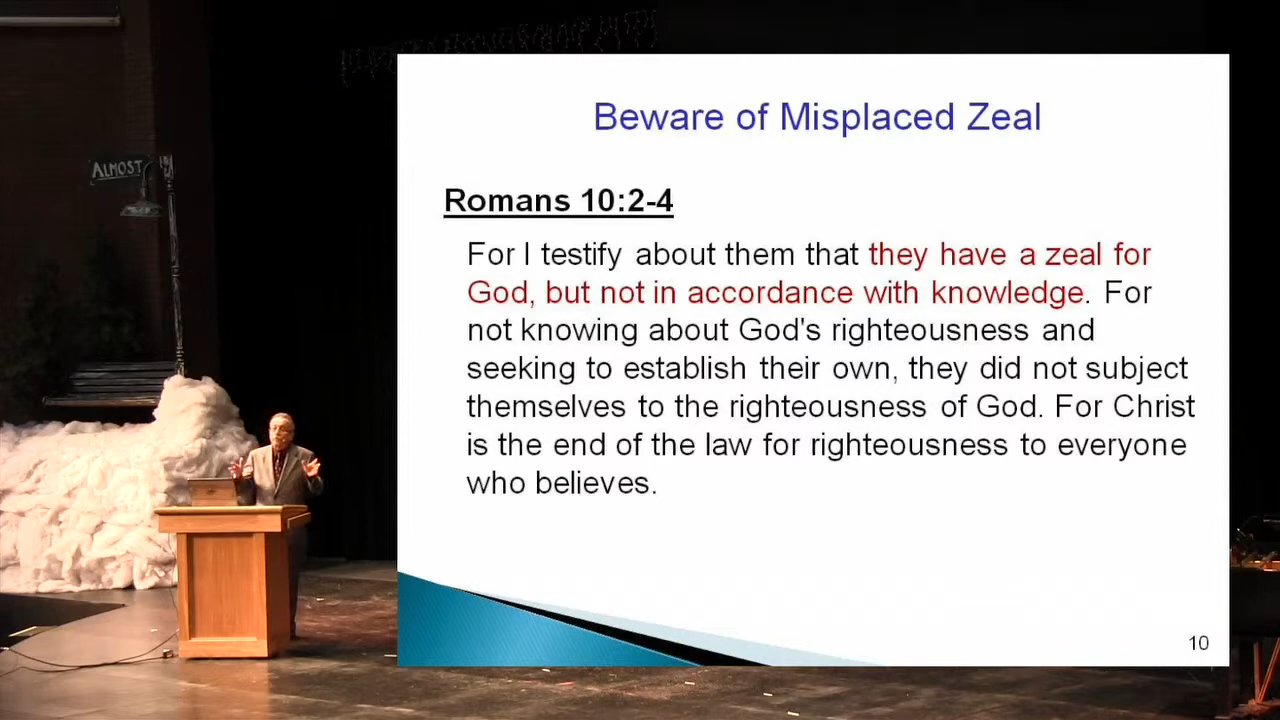 ALMOST
Beware of Misplaced Zeal
Romans 10:2-4
For I testify about them that they have a zeal for
God, but not in accordance with knowledge. For
not knowing about God's righteousness and
seeking to establish their own, they did not subject
themselves to the righteousness of God. For Christ
is the end of the law for righteousness to everyone
who believes.
10